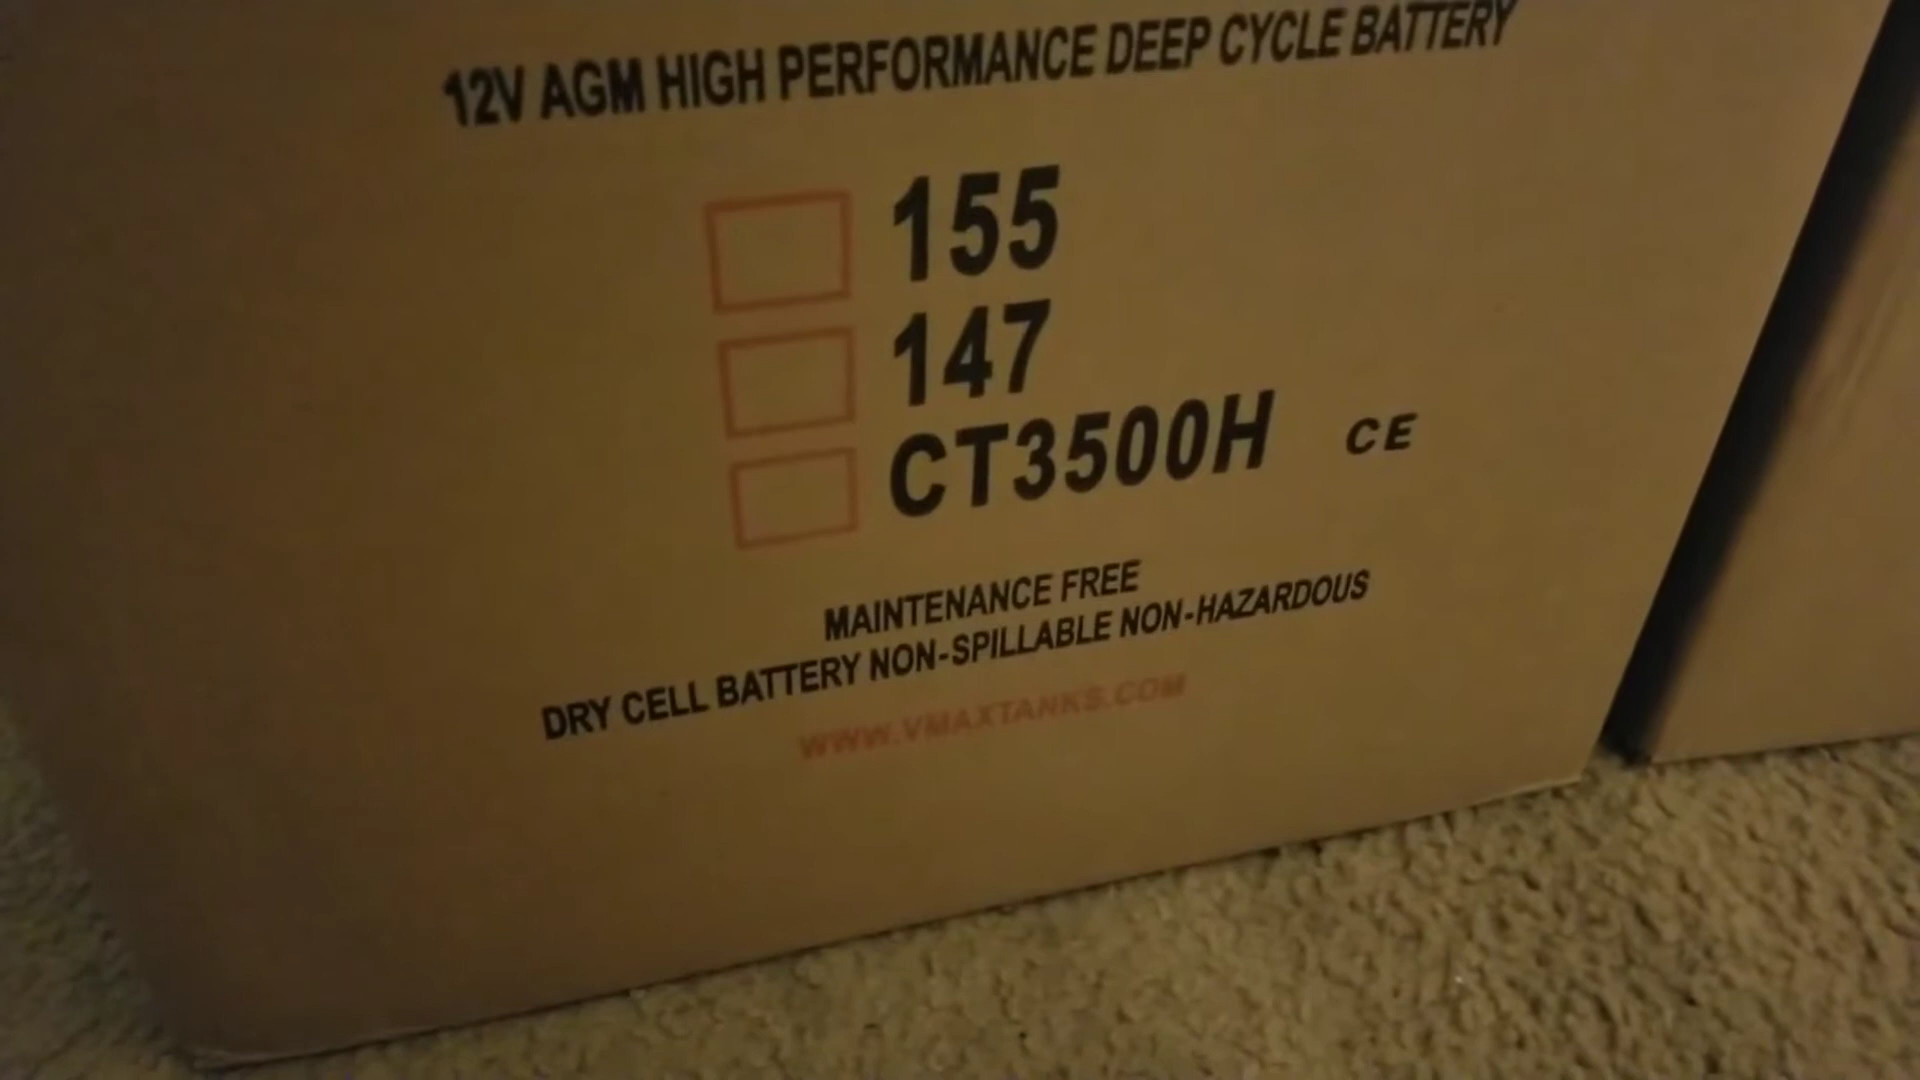 12V AGM HIGH PERFORMANCE DEEP CYCLE BATTERY
155
147
CT3500H CE
MAINTENANCE FREE
DRY CELL BATTERY NON-SPILLABLE NON-HAZARDOUS
WWW.VMAXTANKS.COM